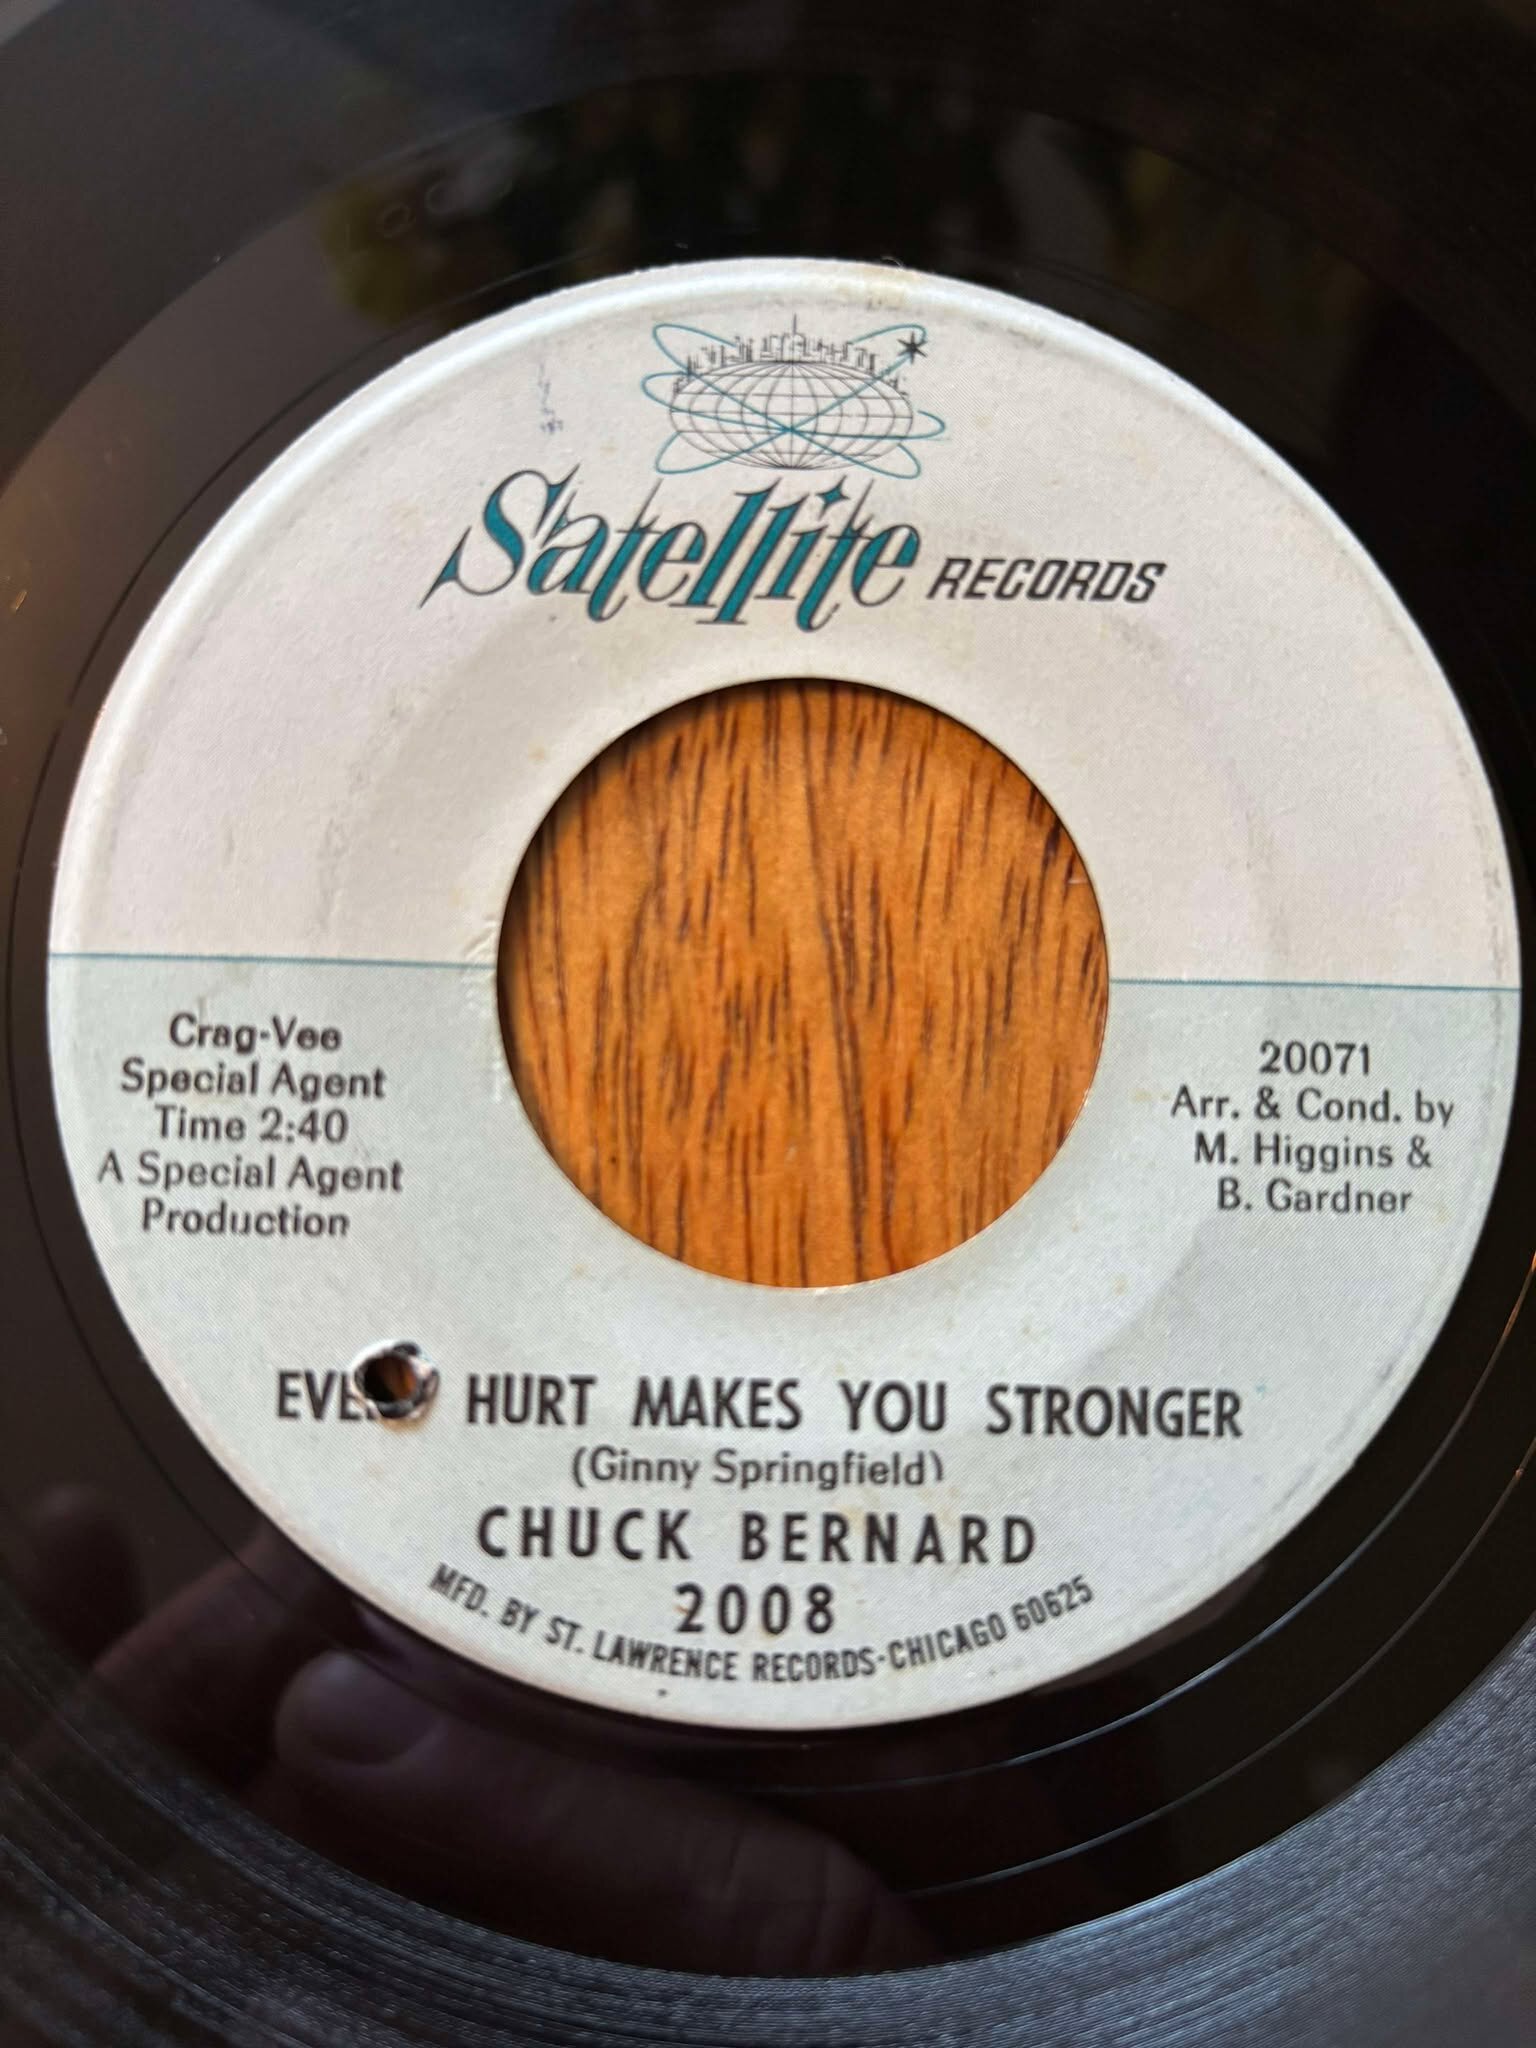 Satellite RECORDS
Crag-Vee
Special Agent
Time 2:40
A Special Agent
Production
20071
Arr. & Cond. by
M. Higgins &
B. Gardner
HURT MAKES YOU STRONGER
(Ginny Springfield)
CHUCK BERNARD
2008
MFD. BY ST. LAWRENCE RECORDS-CHICAGO 60625